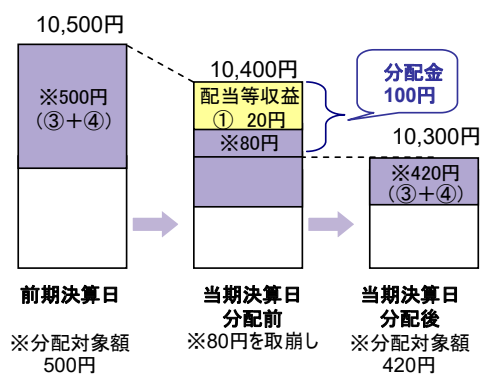 10,500円
※500円
(③＋④)
10,400円
配当等収益
① 20円
※80円
分配金
100円
10,300円
※420円
(③＋④)
前期決算日
※分配対象額
500円
当期決算日
分配前
※80円を取崩し
当期決算日
分配後
※分配対象額
420円